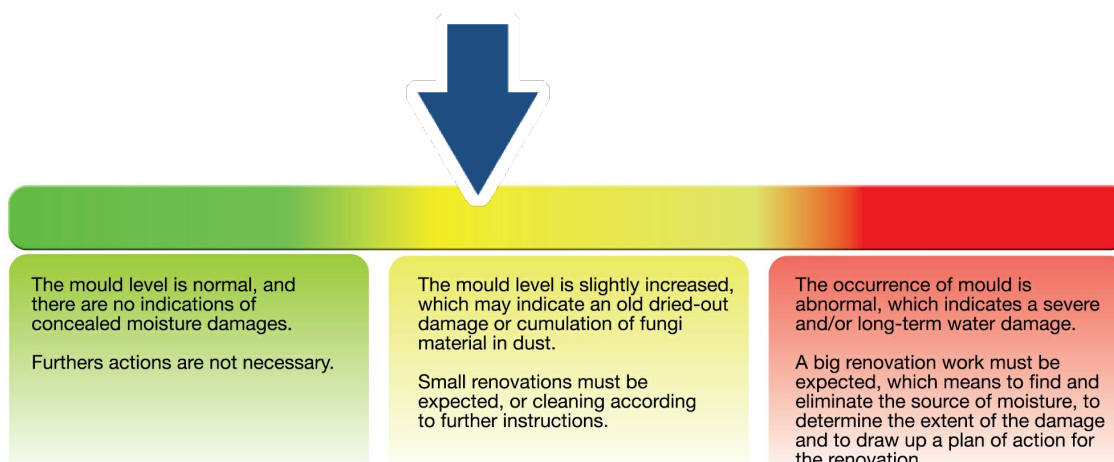 The mould level is normal, and
there are no indications of
concealed moisture damages.
Furthers actions are not necessary.
The mould level is slightly increased,
which may indicate an old dried-out
damage or cumulation of fungi
material in dust.
Small renovations must be
expected, or cleaning according
to further instructions.
The occurrence of mould is
abnormal, which indicates a severe
and/or long-term water damage.
A big renovation work must be
expected, which means to find and
eliminate the source of moisture, to
determine the extent of the damage
and to draw up a plan of action for
the renovation